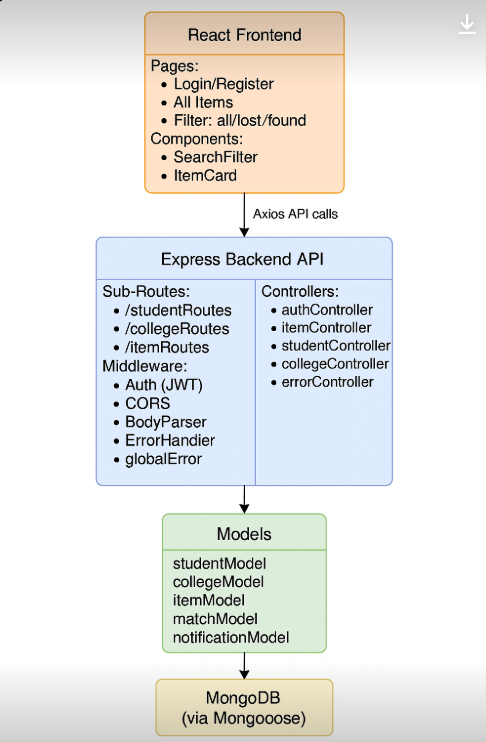 React Frontend
Pages:
• Login/Register
• All Items
• Filter: all/lost/found
Components:
• SearchFilter
• ItemCard
Axios API calls
Express Backend API
Sub-Routes:
• /studentRoutes
• /collegeRoutes
• /itemRoutes
Middleware:
• Auth (JWT)
• CORS
• BodyParser
• ErrorHandier
• globalError
Controllers:
• authController
• itemController
• studentController
• collegeController
• errorController
Models
studentModel
collegeModel
itemModel
matchModel
notificationModel
MongoDB
(via Mongooose)